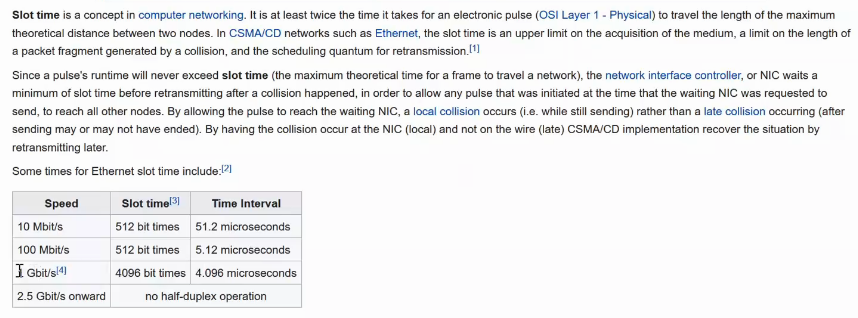 Slot time is a concept in computer networking. It is at least twice the time it takes for an electronic pulse (OSI Layer 1 - Physical) to travel the length of the maximum
theoretical distance between two nodes. In CSMA/CD networks such as Ethernet, the slot time is an upper limit on the acquisition of the medium, a limit on the length of
a packet fragment generated by a collision, and the scheduling quantum for retransmission.[1]
Since a pulse's runtime will never exceed slot time (the maximum theoretical time for a frame to travel a network), the network interface controller, or NIC waits a
minimum of slot time before retransmitting after a collision happened, in order to allow any pulse that was initiated at the time that the waiting NIC was requested to
send, to reach all other nodes. By allowing the pulse to reach the waiting NIC, a local collision occurs (i.e. while still sending) rather than a late collision occurring (after
sending may or may not have ended). By having the collision occur at the NIC (local) and not on the wire (late) CSMA/CD implementation recover the situation by
retransmitting later.
Some times for Ethernet slot time include:[2]
Speed Slot time[3] Time Interval
10 Mbit/s 512 bit times 51.2 microseconds
100 Mbit/s 512 bit times 5.12 microseconds
Gbit/s[4] 4096 bit times 4.096 microseconds
2.5 Gbit/s onward no half-duplex operation